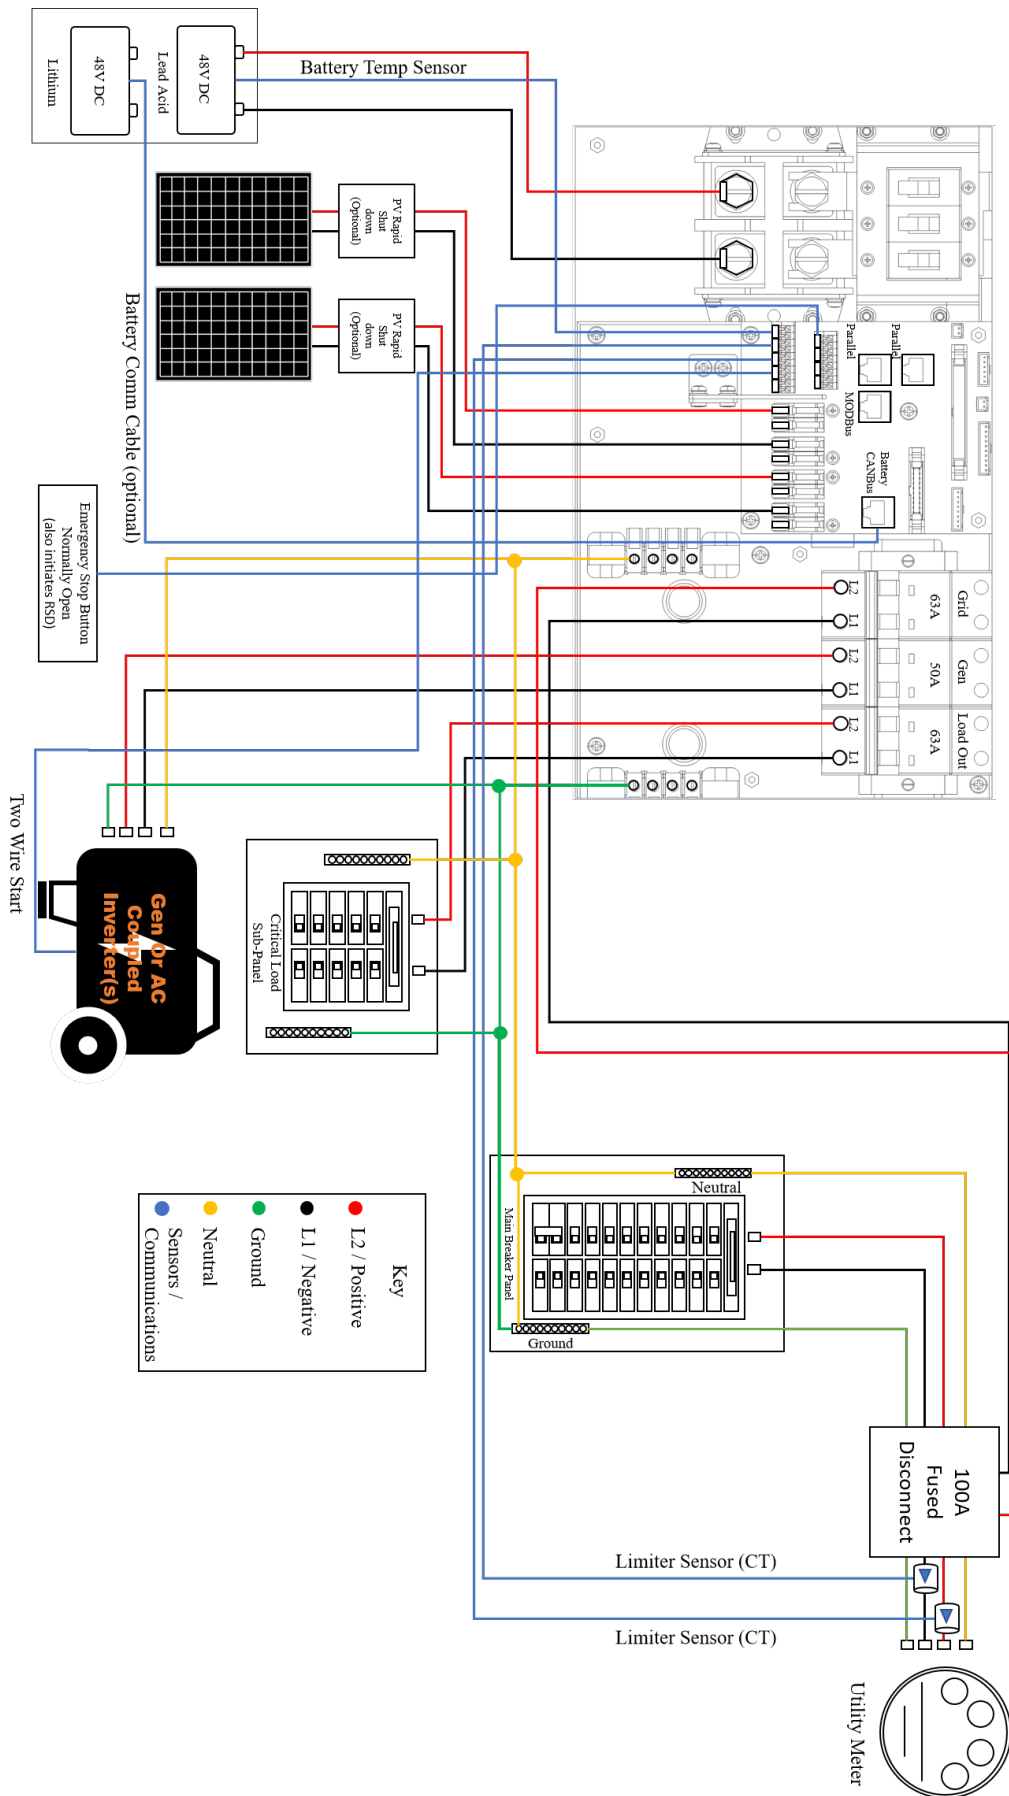 48V DC
Lithium
48V DC
Lead Acid
Battery Temp Sensor
PV Rapid
Shut
down
(Optional)
PV Rapid
Shut
down
(Optional)
Battery Comm Cable (optional)
Parallel
Parallel
MODBus
Battery
CANBus
Emergency Stop Button
Normally Open
(also initiates RSD)
L2
L1
63A
Grid
L2
L1
50A
Gen
L2
L1
63A
Load Out
Two Wire Start
Gen Or AC
Coupled
Inverter(s)
Critical Load
Sub-Panel
Neutral
Main Breaker Panel
Ground
Key
L2 / Positive
L1 / Negative
Ground
Neutral
Sensors /
Communications
100A
Fused
Disconnect
Limiter Sensor (CT)
Limiter Sensor (CT)
Utility Meter